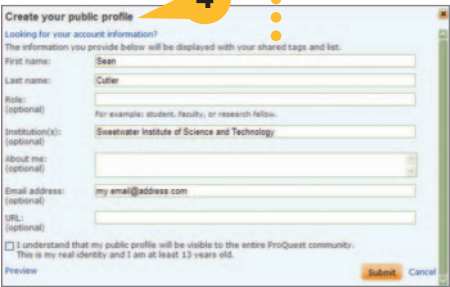 4
Create your public profile
Looking for your account information?
The information you provide below will be displayed with your shared tags and list.
First name: Sean
Last name: Cutler
Role:
(optional)
For example: student, faculty, or research fellow.
Institution(s): Sweetwater Institute of Science and Technology
(optional)
About me:
(optional)
Email address: my email@address.com
(optional)
URL:
(optional)
I understand that my public profile will be visible to the entire ProQuest community.
This is my real identity and I am at least 13 years old.
Preview Submit Cancel